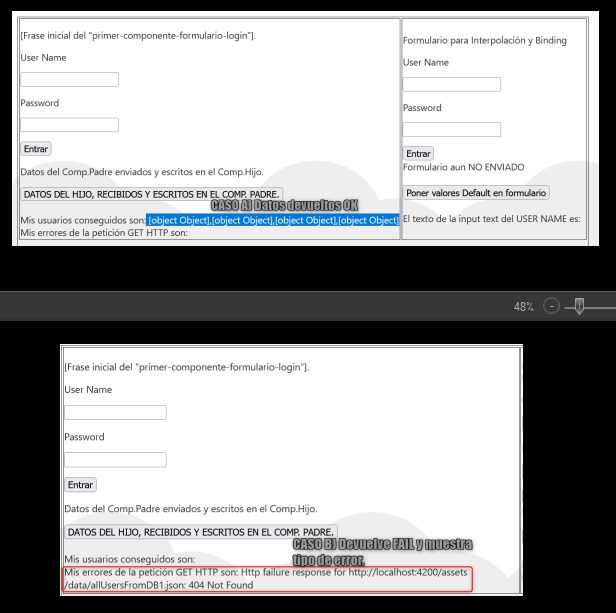 [Frase inicial del "primer-componente-formulario-login"].
User Name
Password
Entrar
Datos del Comp.Padre enviados y escritos en el Comp.Hijo.
DATOS DEL HIJO, RECIBIDOS Y ESCRITOS EN EL COMP. PADRE.
CASO A) Datos devueltos OK
Mis usuarios conseguidos son: [object Object],[object Object],[object Object],[object Object]
Mis errores de la petición GET HTTP son:
Formulario para Interpolación y Binding
User Name
Password
Entrar
Formulario aun NO ENVIADO
Poner valores Default en formulario
El texto de la input text del USER NAME es:
48%
[Frase inicial del "primer-componente-formulario-login"].
User Name
Password
Entrar
Datos del Comp.Padre enviados y escritos en el Comp.Hijo.
DATOS DEL HIJO, RECIBIDOS Y ESCRITOS EN EL COMP. PADRE.
CASO B) Devuelve FAIL y muestra
tipo de error.
Mis usuarios conseguidos son:
Mis errores de la petición GET HTTP son: Http failure response for http://localhost:4200/assets
/data/allUsersFromDB1.json: 404 Not Found